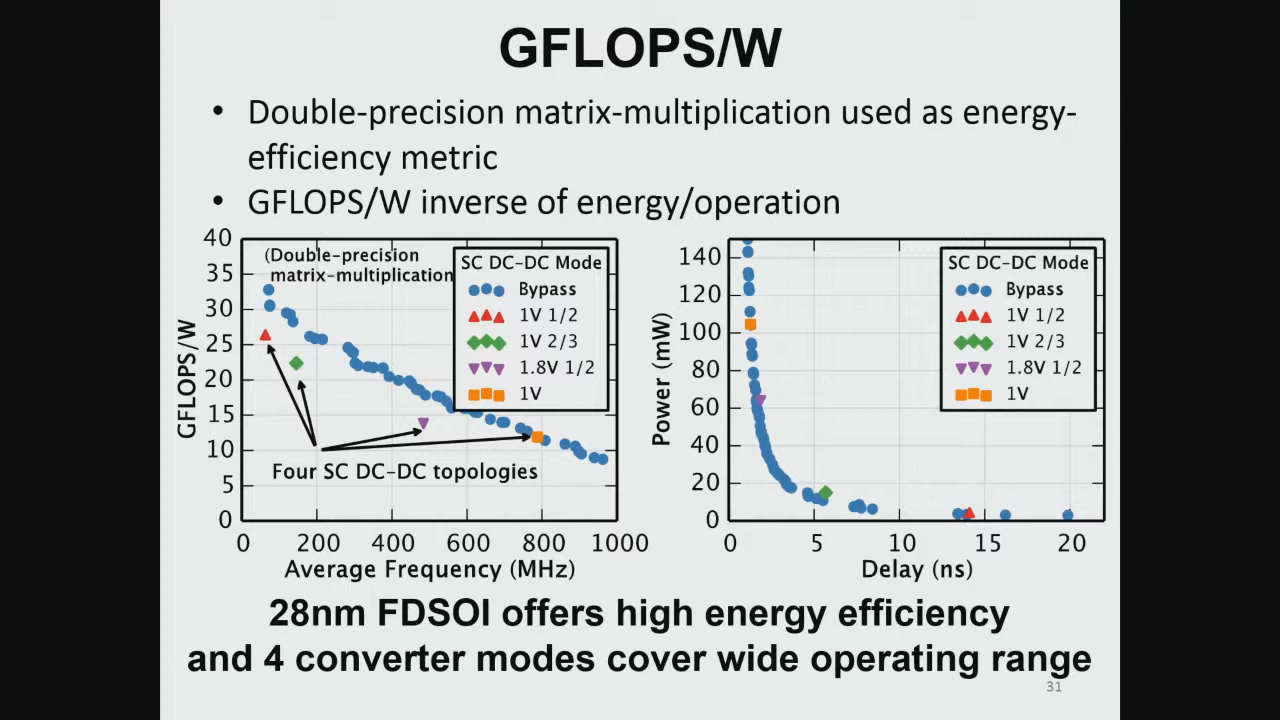 GFLOPS/W
• Double-precision matrix-multiplication used as energy-
efficiency metric
• GFLOPS/W inverse of energy/operation
40
35
30
25
20
15
10
5
0
GFLOPS/W
(Double-precision
matrix-multiplication
SC DC-DC Mode
Bypass
1V 1/2
1V 2/3
1.8V 1/2
1V
Four SC DC-DC topologies
0 200 400 600 800 1000
Average Frequency (MHz)
140
120
100
80
60
40
20
0
Power (mW)
SC DC-DC Mode
Bypass
1V 1/2
1V 2/3
1.8V 1/2
1V
0 5 10 15 20
Delay (ns)
28nm FDSOI offers high energy efficiency
and 4 converter modes cover wide operating range
31